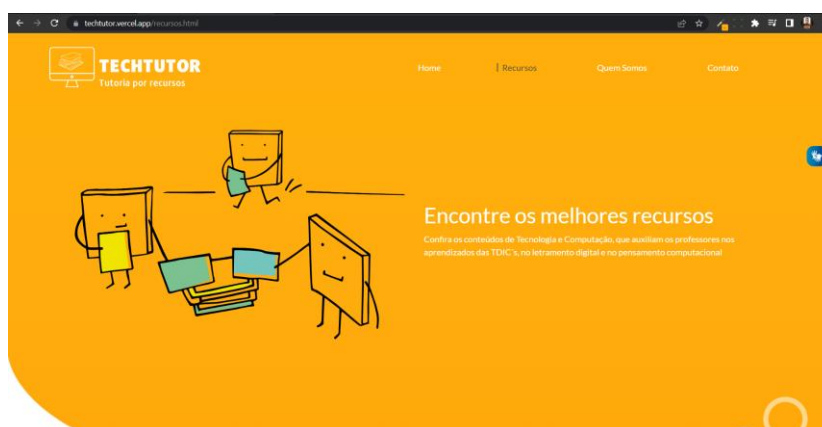 techtutor.vercel.app/recursos.html
TECHTUTOR
Tutoria por recursos
Home
Recursos
Quem Somos
Contato
Encontre os melhores recursos
Confira os conteúdos de Tecnologia e Computação, que auxiliam os professores nos
aprendizados das TDIC´s, no letramento digital e no pensamento computacional